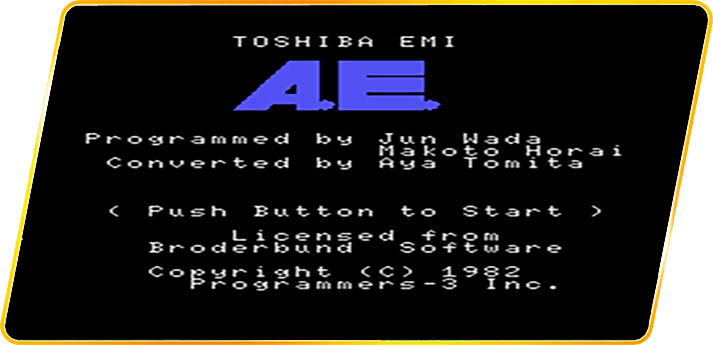 TOSHIBA EMI
A.E.
Programmed by Jun Wada
Makoto Horai
Converted by Aya Tomita
( Push Button to Start )
Licensed from
Broderbund Software
Copyright (C) 1982
Programmers-3 Inc.